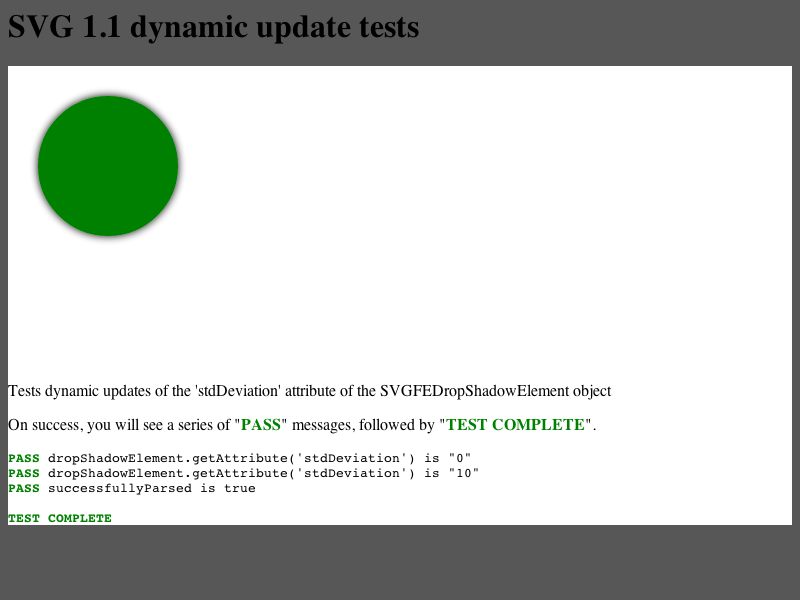 SVG 1.1 dynamic update tests
Tests dynamic updates of the 'stdDeviation' attribute of the SVGFEDropShadowElement object
On success, you will see a series of "PASS" messages, followed by "TEST COMPLETE".
PASS dropShadowElement.getAttribute('stdDeviation') is "0"
PASS dropShadowElement.getAttribute('stdDeviation') is "10"
PASS successfullyParsed is true
TEST COMPLETE